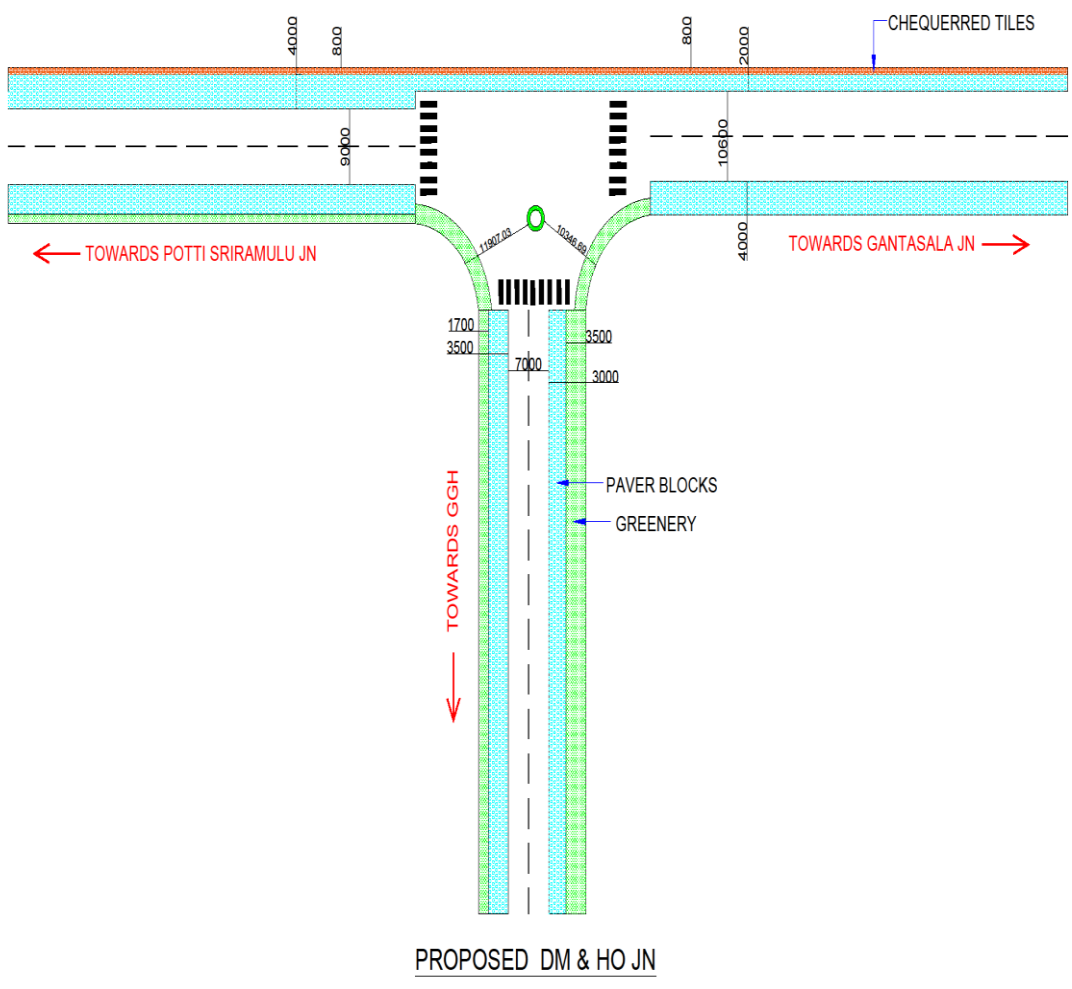 4000
800
800
2000
CHEQUERRED TILES
9000
10600
11907.03
10346.69
TOWARDS POTTI SRIRAMULU JN
TOWARDS GANTASALA JN
4000
1700
3500
3500
7000
3000
TOWARDS GGH
PAVER BLOCKS
GREENERY
PROPOSED DM & HO JN